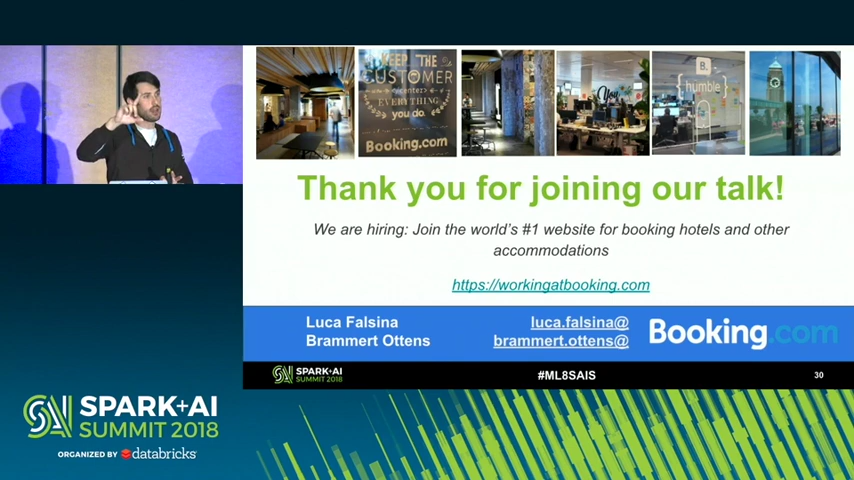 KEEP THE
CUSTOMER
center
EVERYTHING
you do.
Booking.com
B.
humble
Thank you for joining our talk!
We are hiring: Join the world's #1 website for booking hotels and other
accommodations
https://workingatbooking.com
Luca Falsina
luca.falsina@
Brammert Ottens
brammert.ottens@
Booking.com
SPARK+AI
SUMMIT 2018
#ML8SAIS
30
SPARK+AI
SUMMIT 2018
ORGANIZED BY databricks